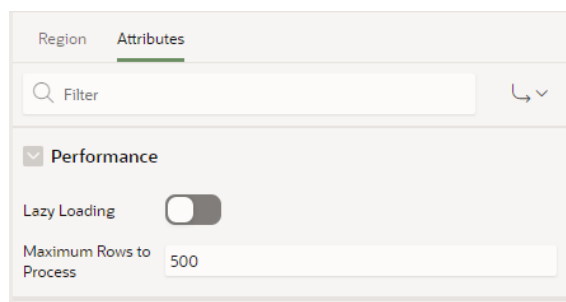 Region Attributes
Filter
Performance
Lazy Loading
Maximum Rows to
Process
500